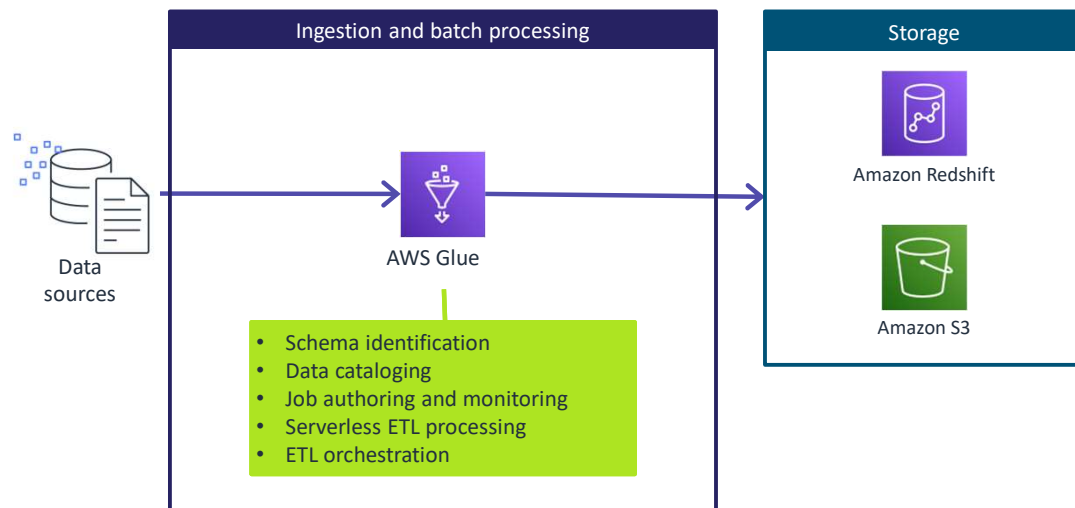 Ingestion and batch processing
Storage
Amazon Redshift
AWS Glue
Data
sources
Amazon S3
• Schema identification
• Data cataloging
• Job authoring and monitoring
• Serverless ETL processing
• ETL orchestration